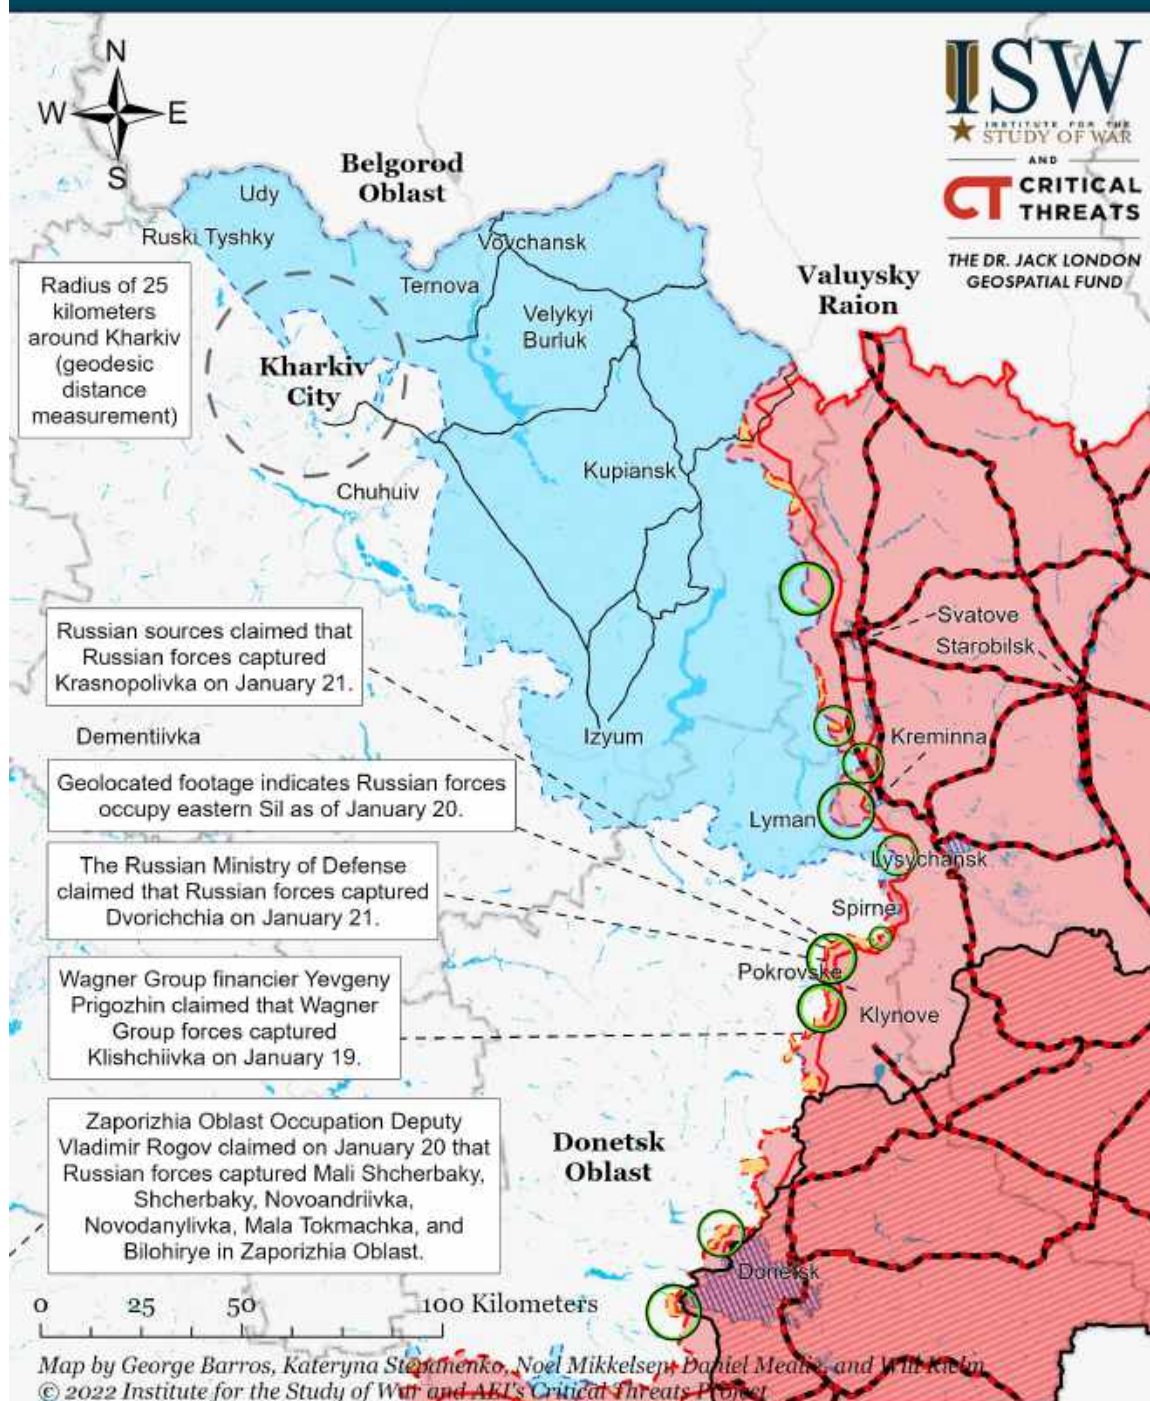 N
W
E
S
ISW
INSTITUTE FOR THE
STUDY OF WAR
AND
CT CRITICAL
THREATS
THE DR. JACK LONDON
GEOSPATIAL FUND
Belgorod
Oblast
Udy
Ruski Tyshky
Vovchansk
Ternova
Velykyi
Burluk
Valuysky
Raion
Radius of 25
kilometers
around Kharkiv
(geodesic
distance
measurement)
Kharkiv
City
Kupiansk
Chuhuiv
Svatove
Starobilsk
Russian sources claimed that
Russian forces captured
Krasnopolivka on January 21.
Dementiivka
Izyum
Kreminna
Geolocated footage indicates Russian forces
occupy eastern Sil as of January 20.
Lyman
Lysychansk
The Russian Ministry of Defense
claimed that Russian forces captured
Dvorichchia on January 21.
Spirne
Pokrovske
Klynove
Wagner Group financier Yevgeny
Prigozhin claimed that Wagner
Group forces captured
Klishchiivka on January 19.
Zaporizhia Oblast Occupation Deputy
Vladimir Rogov claimed on January 20 that
Russian forces captured Mali Shcherbaky,
Shcherbaky, Novoandriivka,
Novodanylivka, Mala Tokmachka, and
Bilohirye in Zaporizhia Oblast.
Donetsk
Oblast
Donetsk
0 25 50 100 Kilometers
Map by George Barros, Kateryna Stepanenko, Noel Mikkelsen, Daniel Mealie, and Will Kielm
© 2022 Institute for the Study of War and AEI's Critical Threats Project